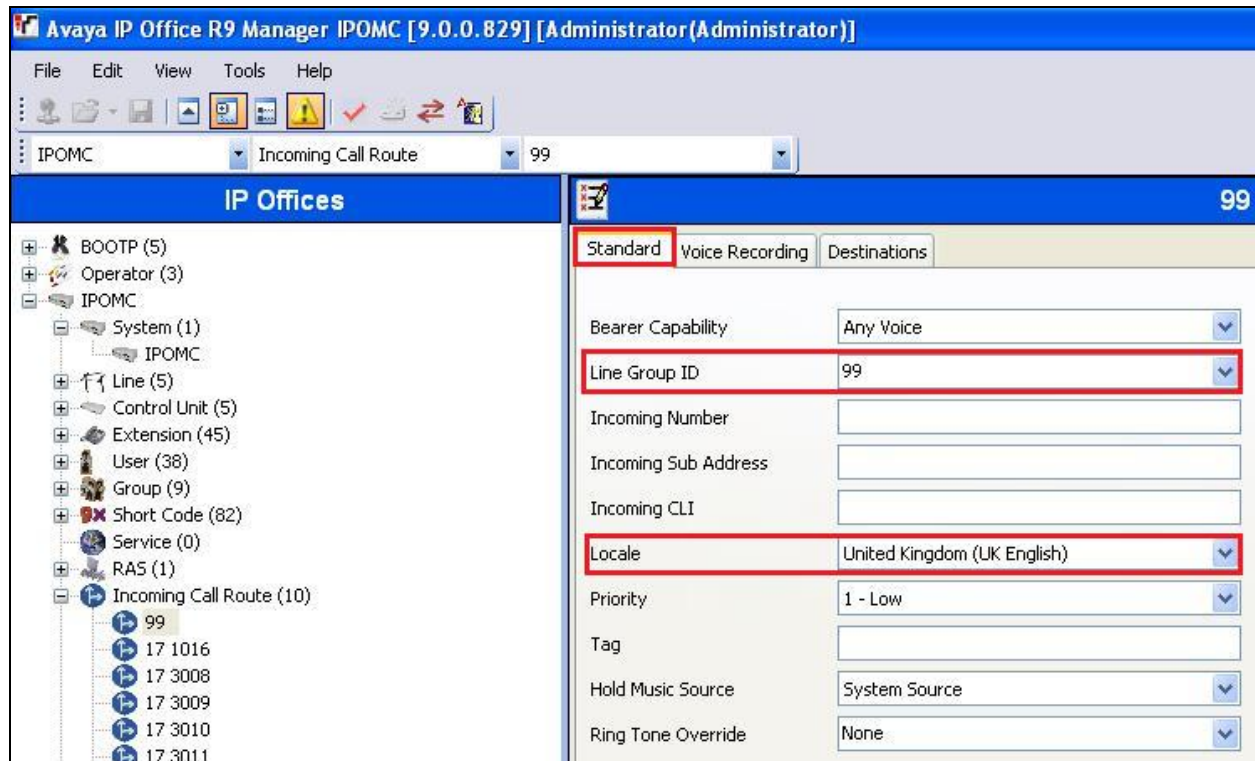 Avaya IP Office R9 Manager IPOMC [9.0.0.829] [Administrator(Administrator)]
File Edit View Tools Help
IPOMC Incoming Call Route 99
IP Offices
99
BOOTP (5)
Operator (3)
IPOMC
System (1)
IPOMC
Line (5)
Control Unit (5)
Extension (45)
User (38)
Group (9)
Short Code (82)
Service (0)
RAS (1)
Incoming Call Route (10)
99
17 1016
17 3008
17 3009
17 3010
17 3011
Standard Voice Recording Destinations
Bearer Capability Any Voice
Line Group ID 99
Incoming Number
Incoming Sub Address
Incoming CLI
Locale United Kingdom (UK English)
Priority 1 - Low
Tag
Hold Music Source System Source
Ring Tone Override None